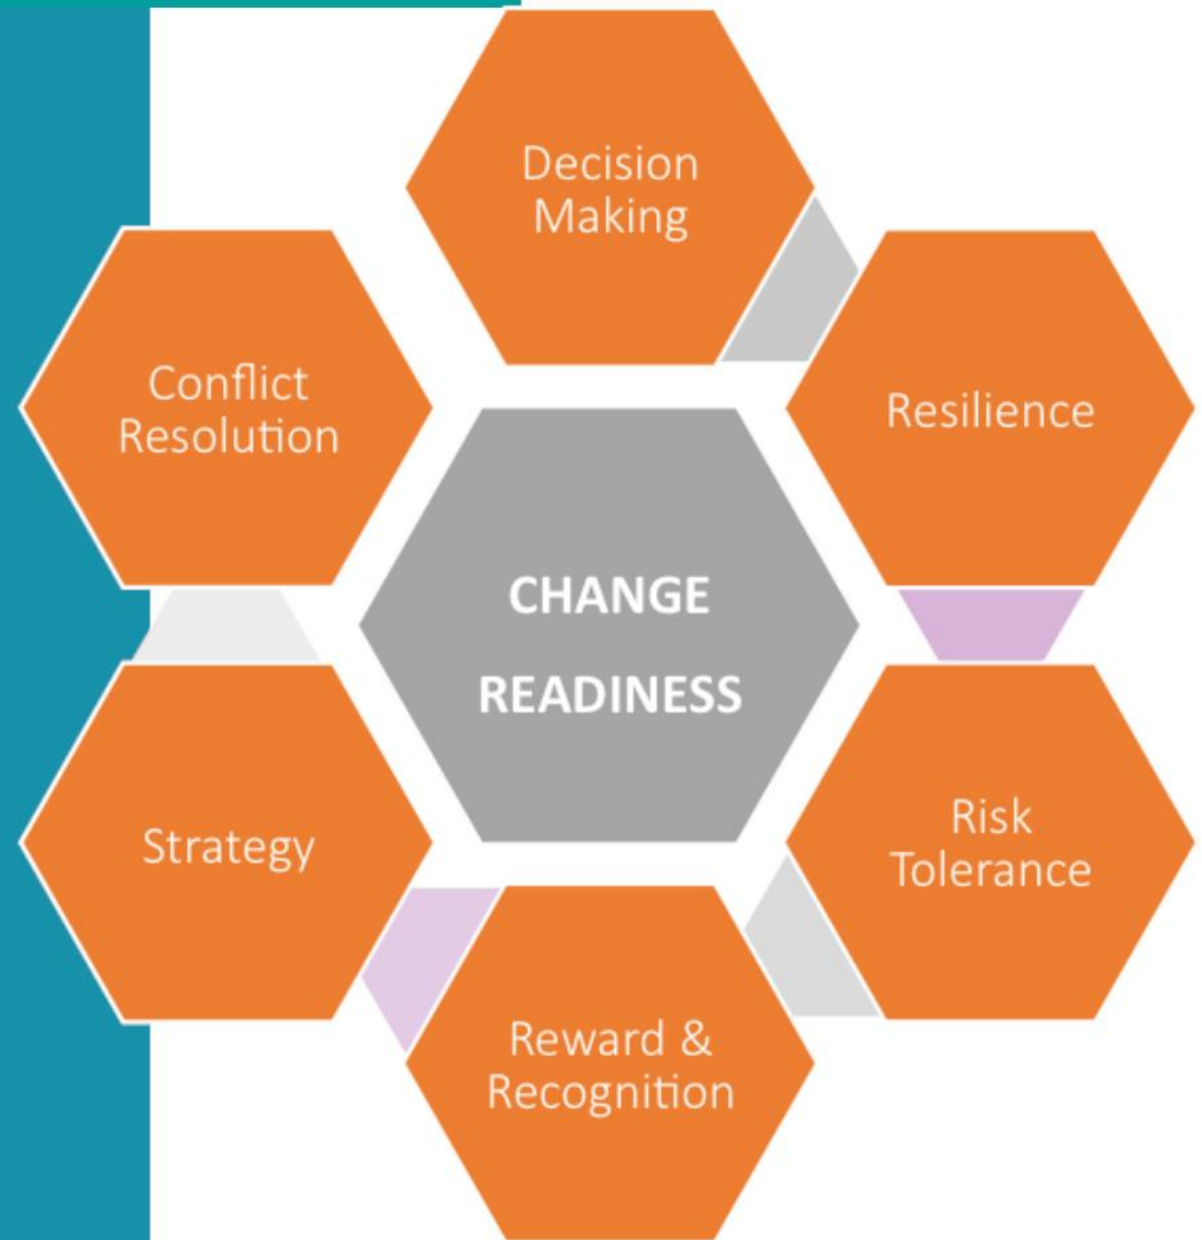 Decision
Making
Conflict
Resolution
Resilience
CHANGE
READINESS
Strategy
Risk
Tolerance
Reward &
Recognition